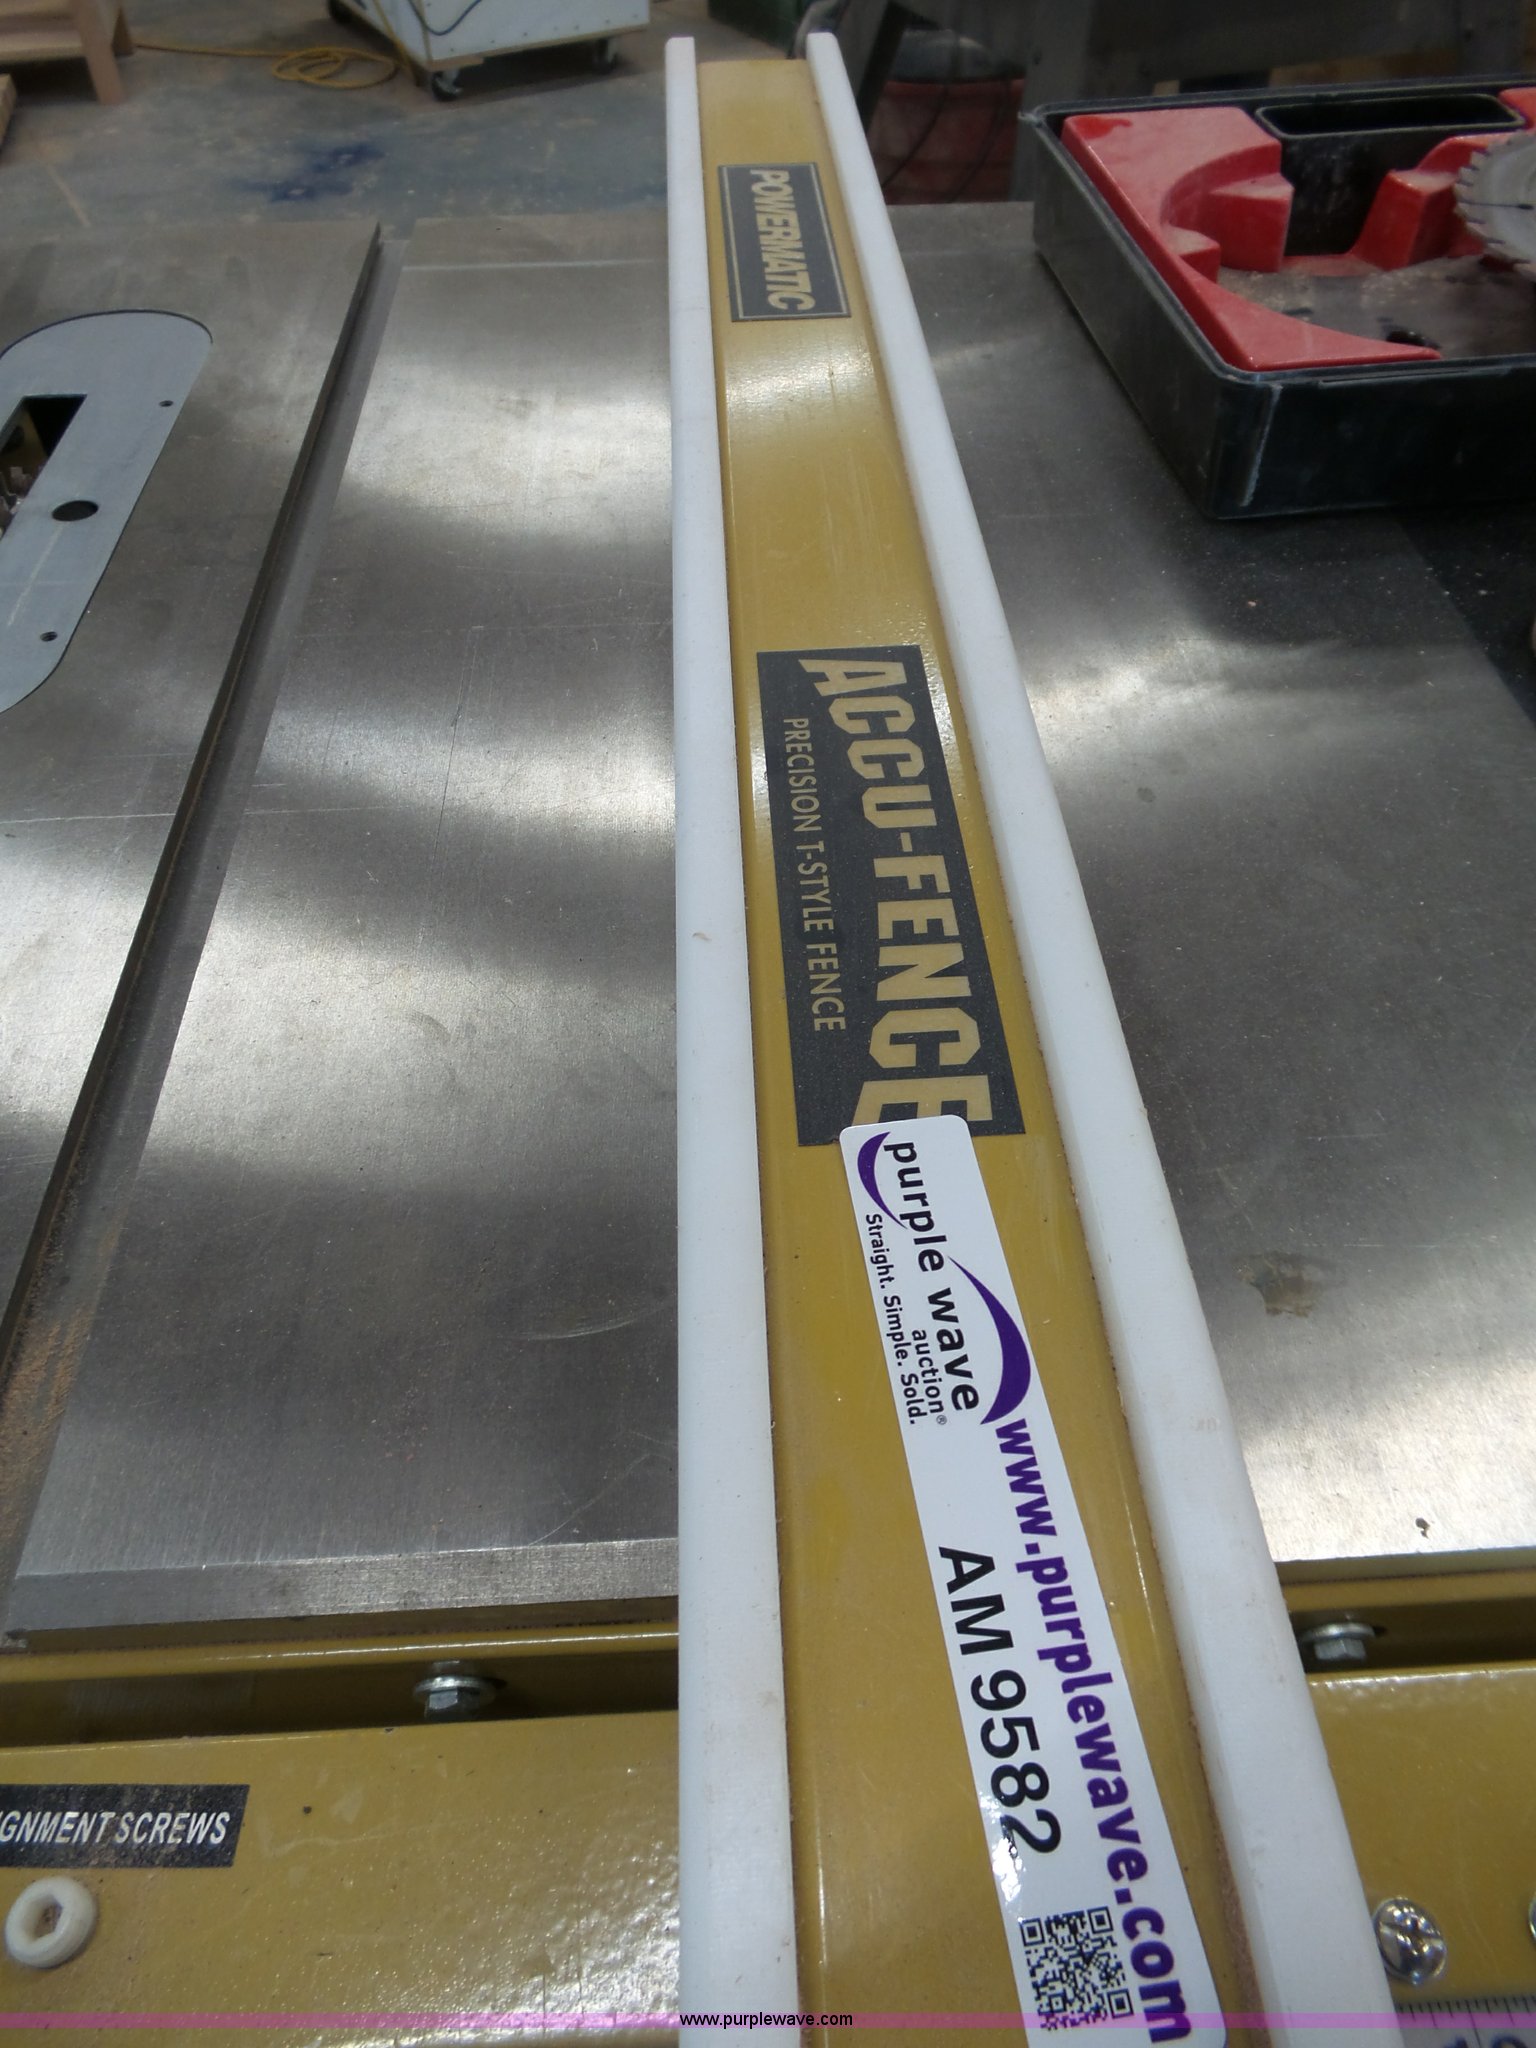 POWERMATIC
ACCU-FENCE
PRECISION T-STYLE FENCE
purple wave
auction®
Straight. Simple. Sold.
www.purplewave.com
AM 9582
IGNMENT SCREWS
www.purplewave.com